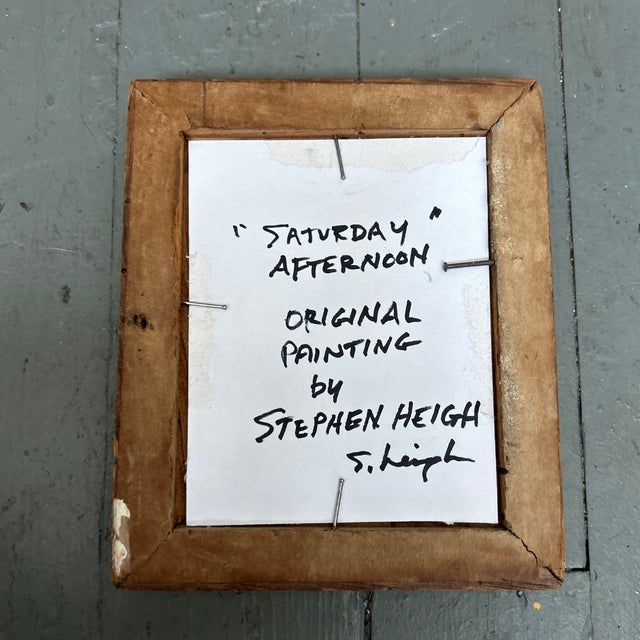 "SATURDAY"
AFTERNOON
ORIGINAL
PAINTING
by
STEPHEN HEIGH
S. Heigh